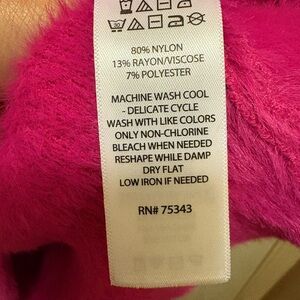 80% NYLON
13% RAYON/VISCOSE
7% POLYESTER
MACHINE WASH COOL
- DELICATE CYCLE
WASH WITH LIKE COLORS
ONLY NON-CHLORINE
BLEACH WHEN NEEDED
RESHAPE WHILE DAMP
DRY FLAT
LOW IRON IF NEEDED
RN# 75343